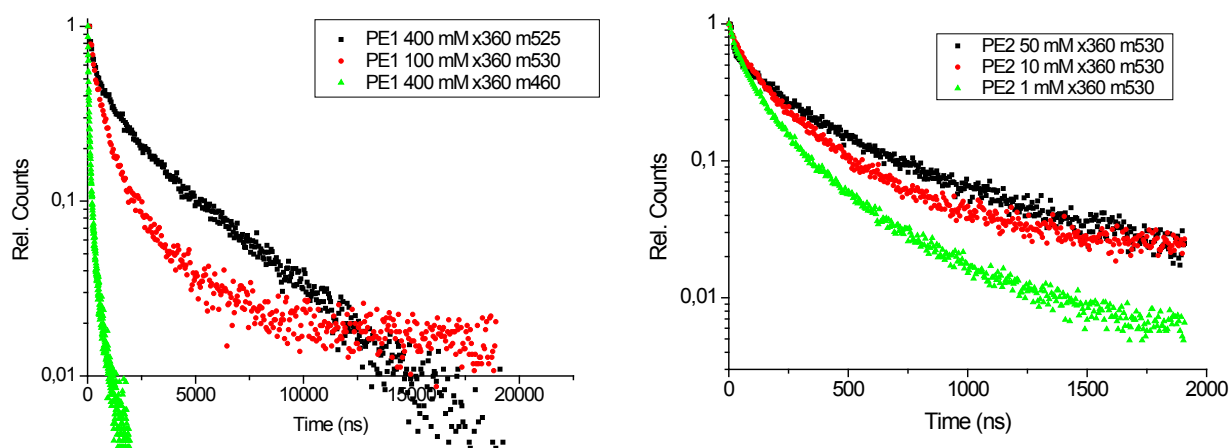 PE1 400 mM x360 m525
PE1 100 mM x360 m530
PE1 400 mM x360 m460
1
0,1
0,01
Rel. Counts
0
5000
10000
15000
20000
Time (ns)
PE2 50 mM x360 m530
PE2 10 mM x360 m530
PE2 1 mM x360 m530
1
0,1
0,01
Rel. Counts
0
500
1000
1500
2000
Time (ns)